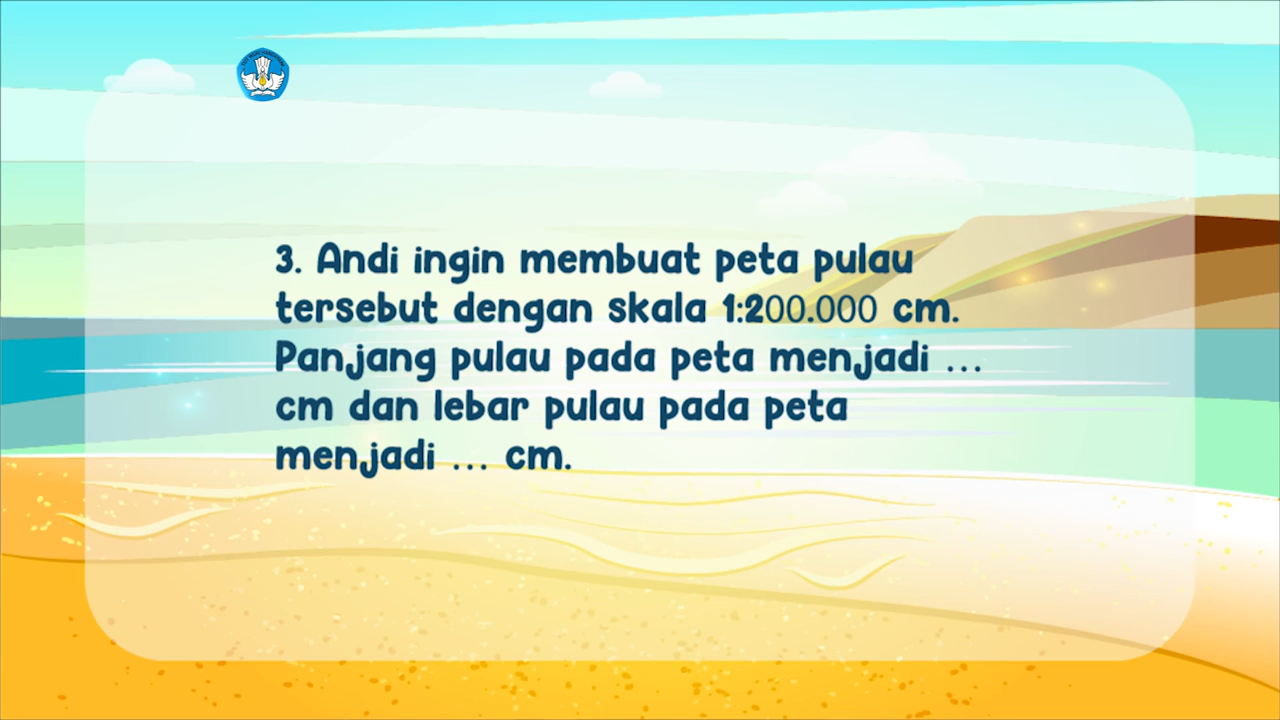 3. Andi ingin membuat peta pulau
tersebut dengan skala 1:200.000 cm.
Panjang pulau pada peta menjadi ...
cm dan lebar pulau pada peta
menjadi ... cm.